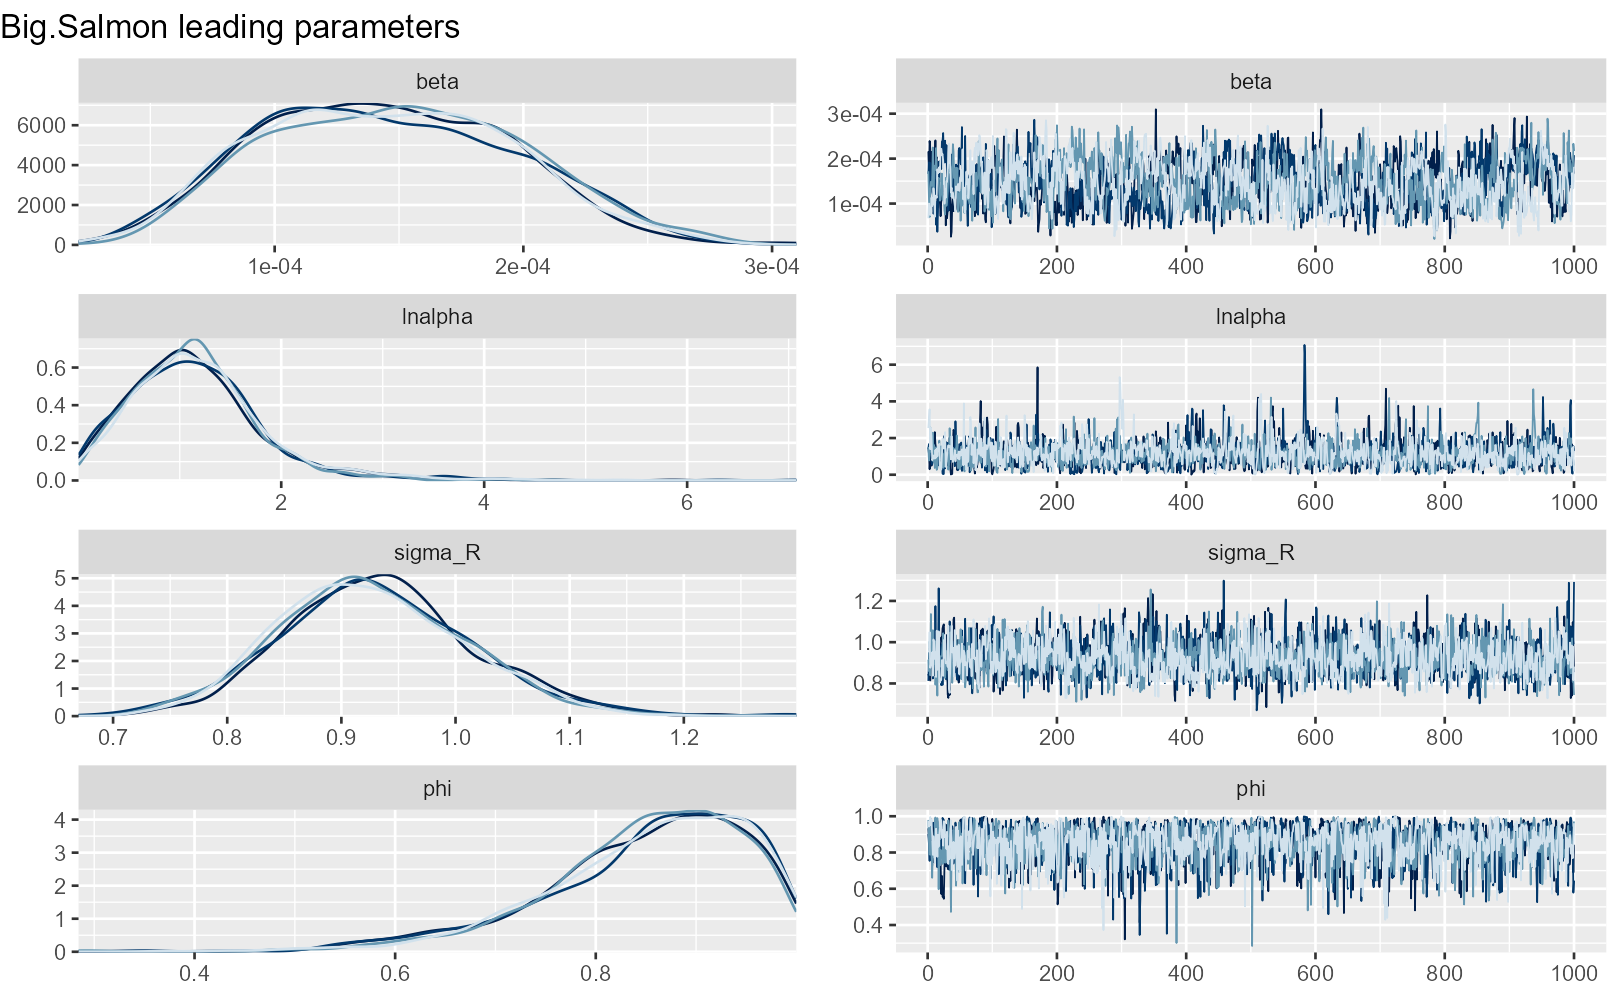 Big.Salmon leading parameters
beta
6000
4000
2000
0
1e-04 2e-04 3e-04
beta
3e-04
2e-04
1e-04
0 200 400 600 800 1000
lnalpha
0.6
0.4
0.2
0.0
2 4 6
lnalpha
6
4
2
0
0 200 400 600 800 1000
sigma_R
5
4
3
2
1
0
0.7 0.8 0.9 1.0 1.1 1.2
sigma_R
1.2
1.0
0.8
0 200 400 600 800 1000
phi
4
3
2
1
0
0.4 0.6 0.8
phi
1.0
0.8
0.6
0.4
0 200 400 600 800 1000